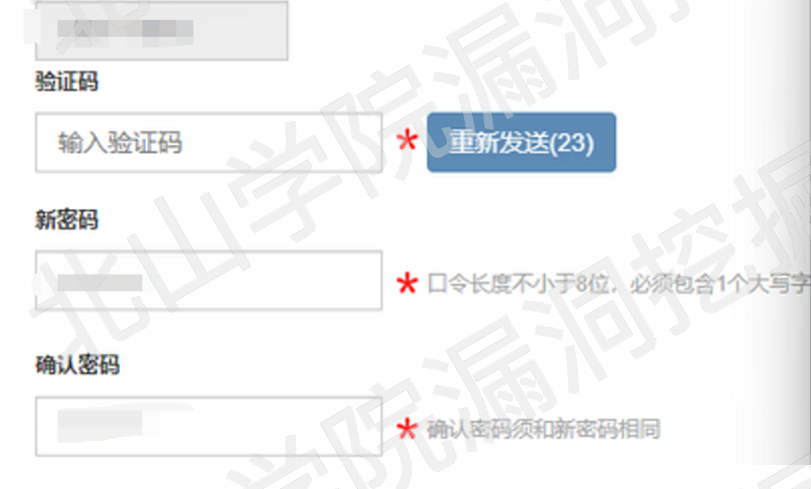 验证码
输入验证码
* 重新发送(23)
新密码
* 口令长度不小于8位，必须包含1个大写字
确认密码
* 确认密码须和新密码相同
北山学院漏洞挖掘
学院漏洞挖